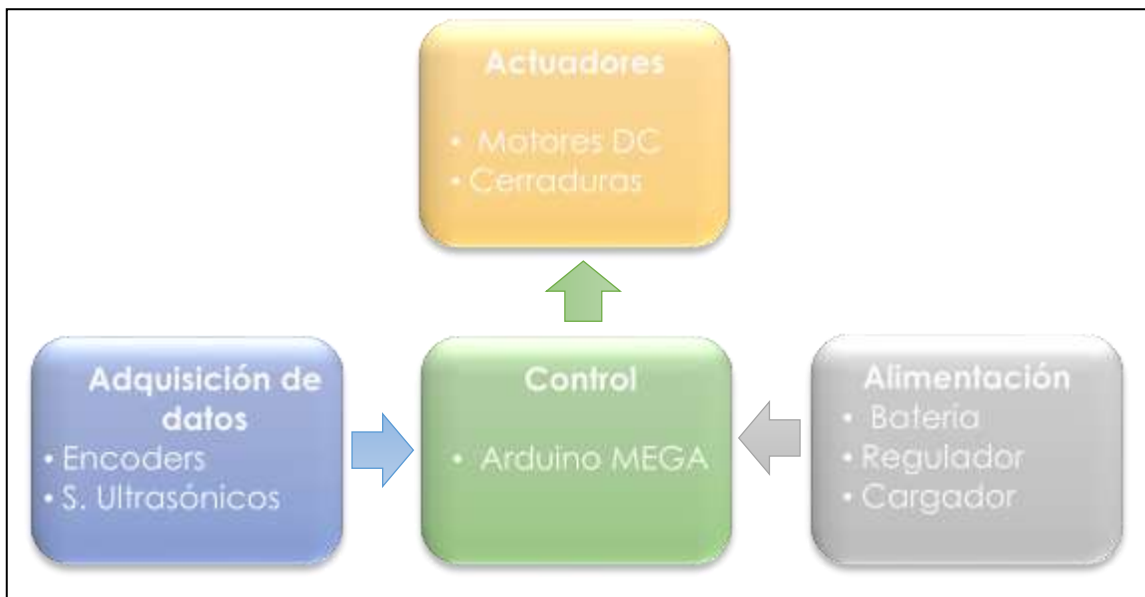 Actuadores
• Motores DC
• Cerraduras
Adquisición de
datos
• Encoders
• S. Ultrasónicos
Control
• Arduino MEGA
Alimentación
• Bateria
• Regulador
• Cargador